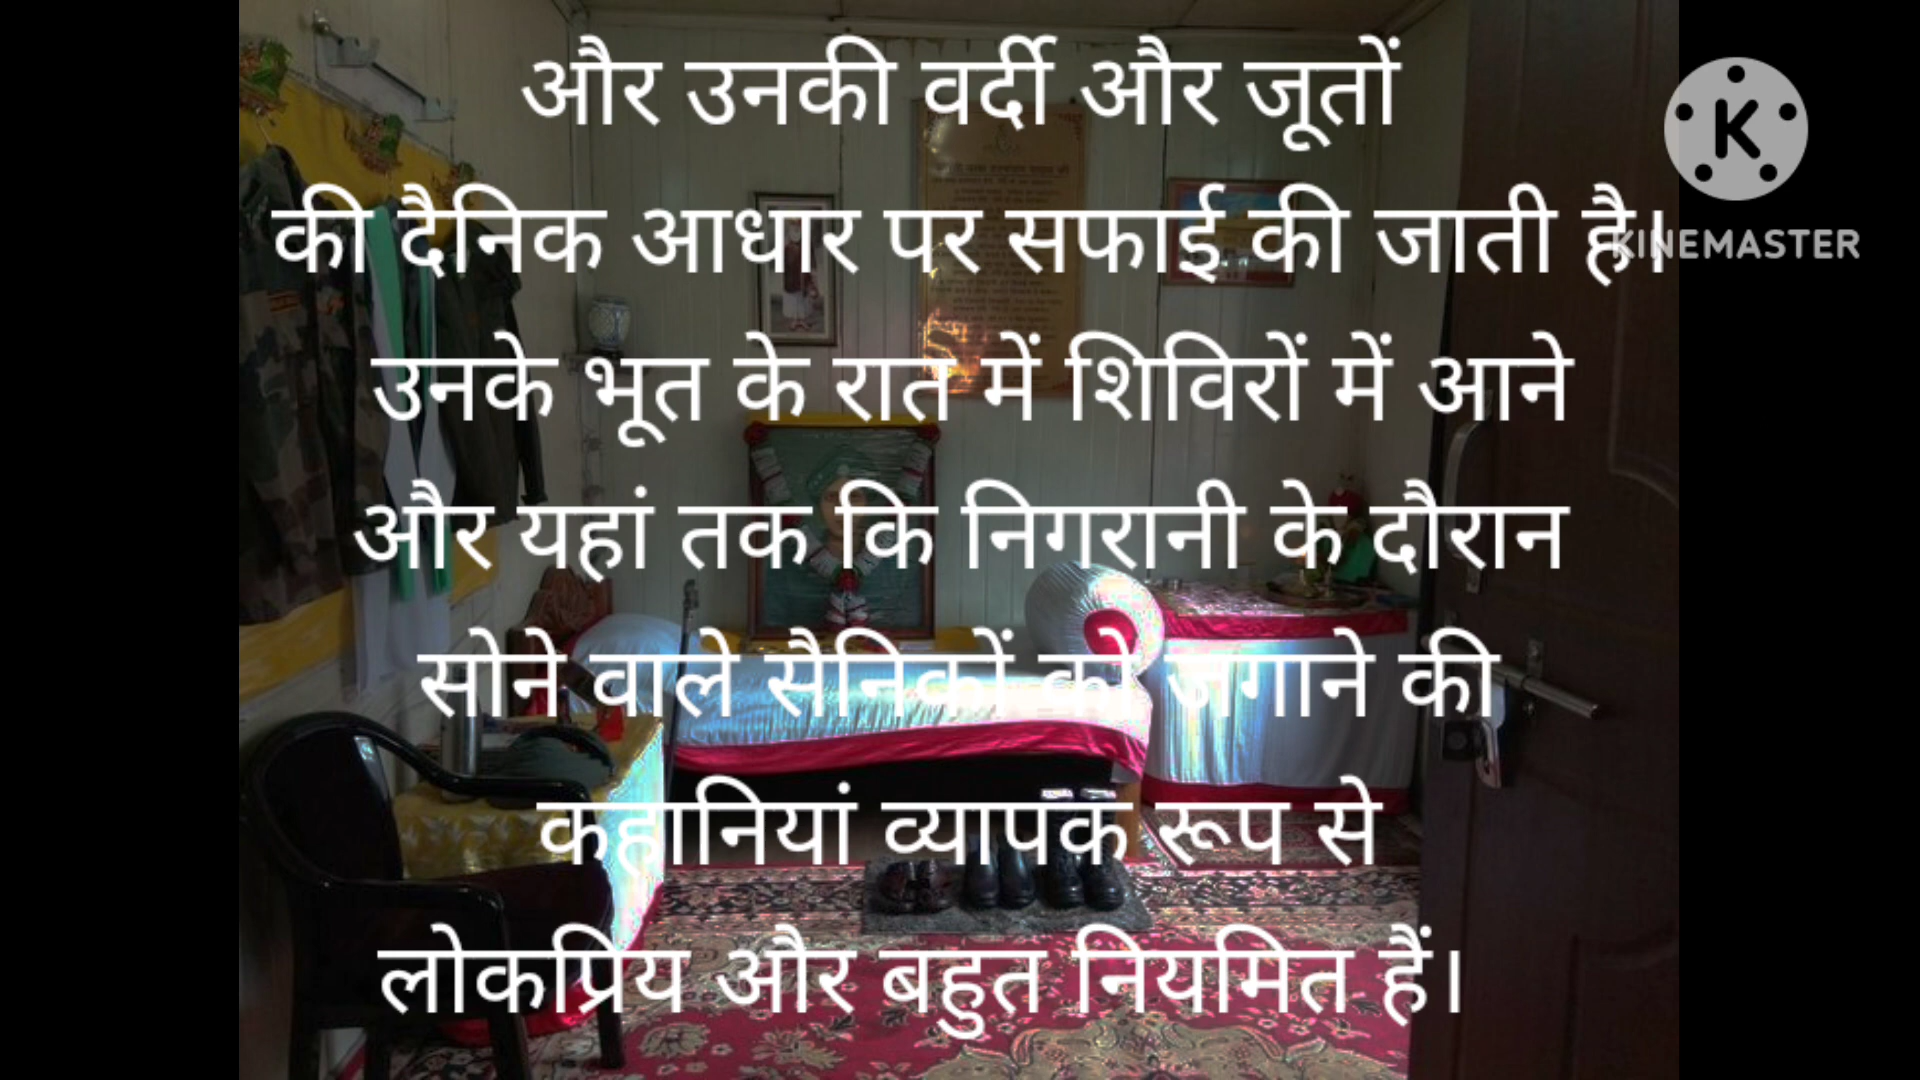 और उनकी वर्दी और जूतों
की दैनिक आधार पर सफाई की जाती है।
KINEMASTER
उनके भूत के रात में शिविरों में आने
और यहां तक कि निगरानी के दौरान
सोने वाले सैनिकों को जगाने की
कहानियां व्यापक रूप से
लोकप्रिय और बहुत नियमित हैं।